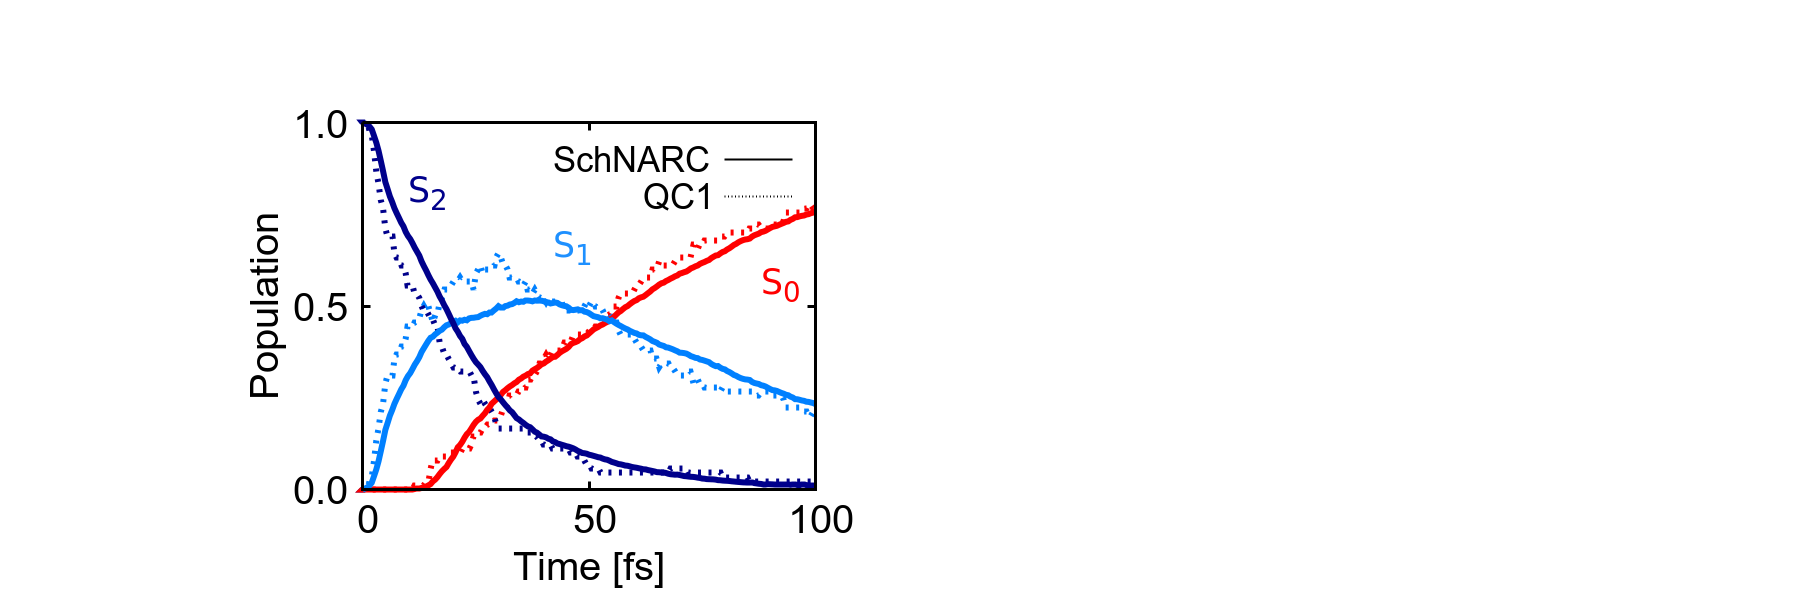 1.0
SchNARC
S2
QC1
S1
Population
S0
0.5
0.0
0
50
100
Time [fs]